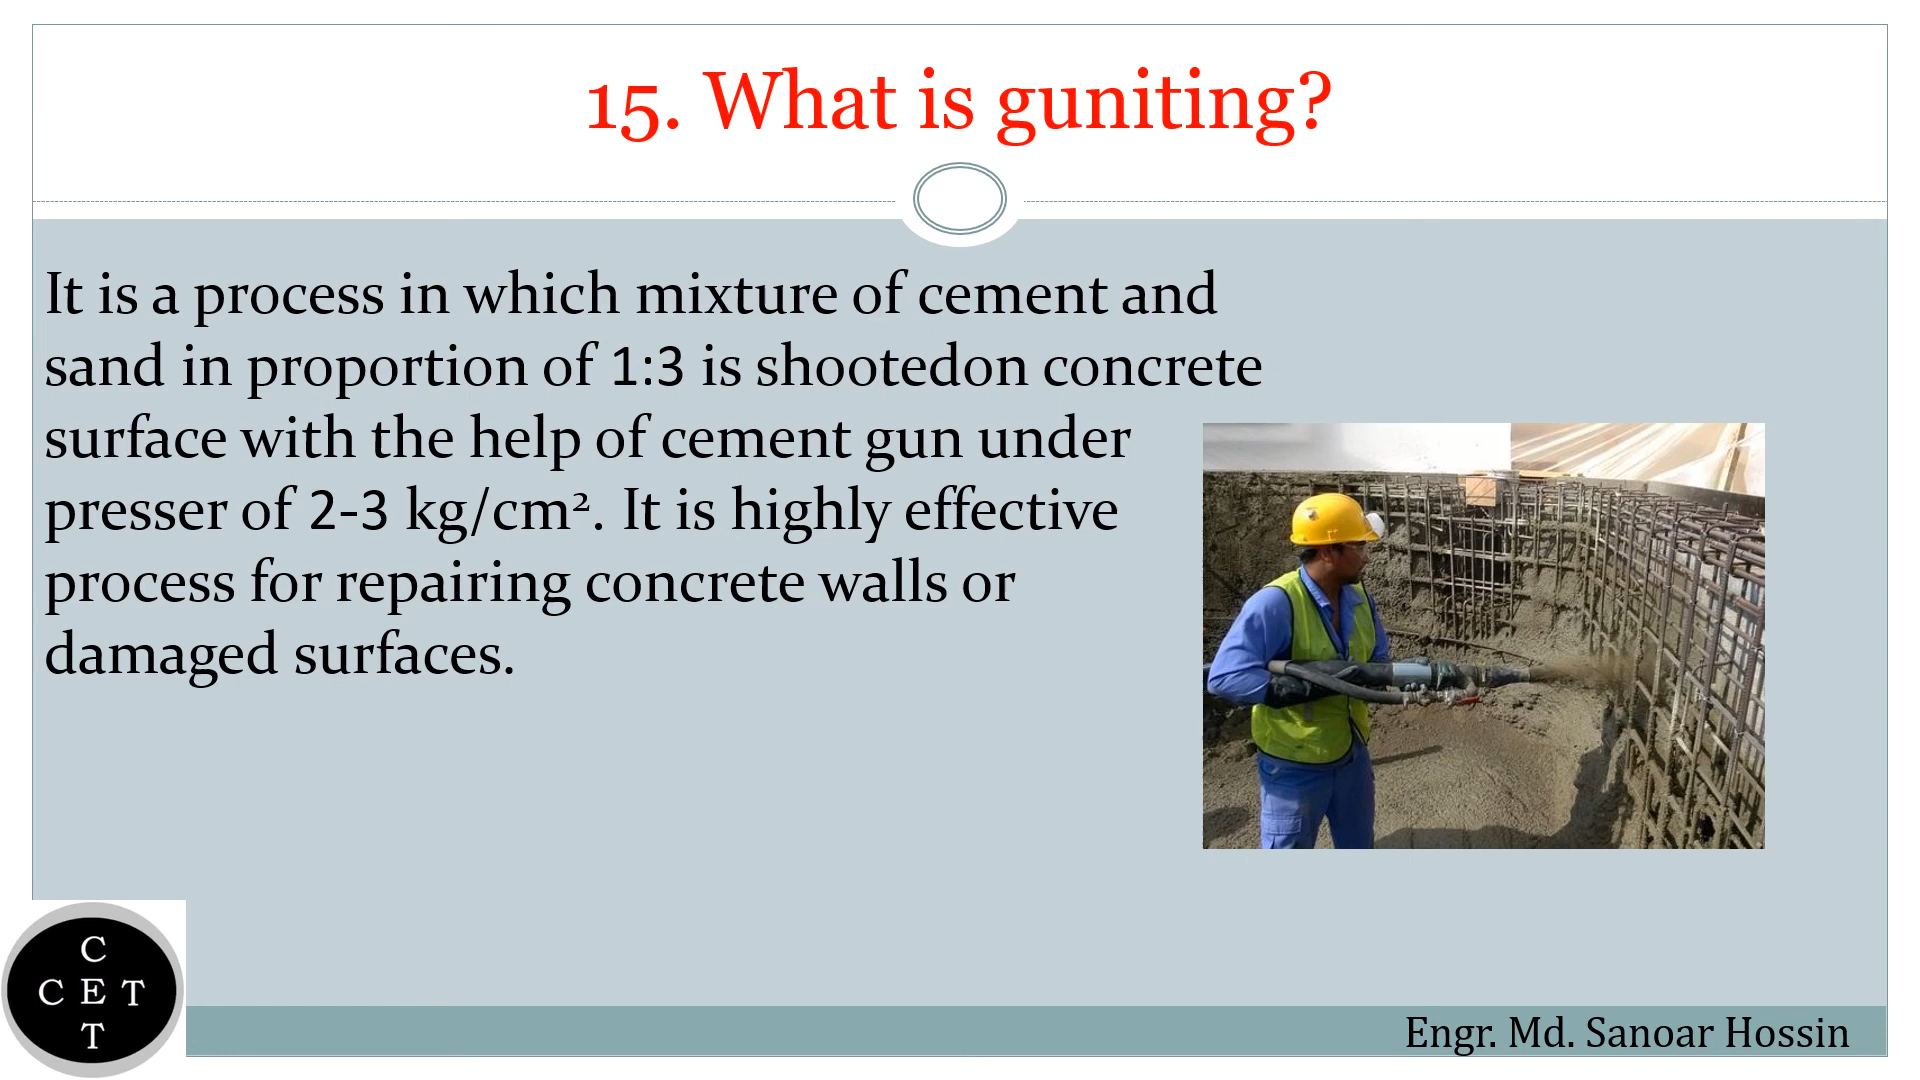 15. What is guniting?
It is a process in which mixture of cement and
sand in proportion of 1:3 is shootedon concrete
surface with the help of cement gun under
presser of 2-3 kg/cm². It is highly effective
process for repairing concrete walls or
damaged surfaces.
C
C E T
T
Engr. Md. Sanoar Hossin